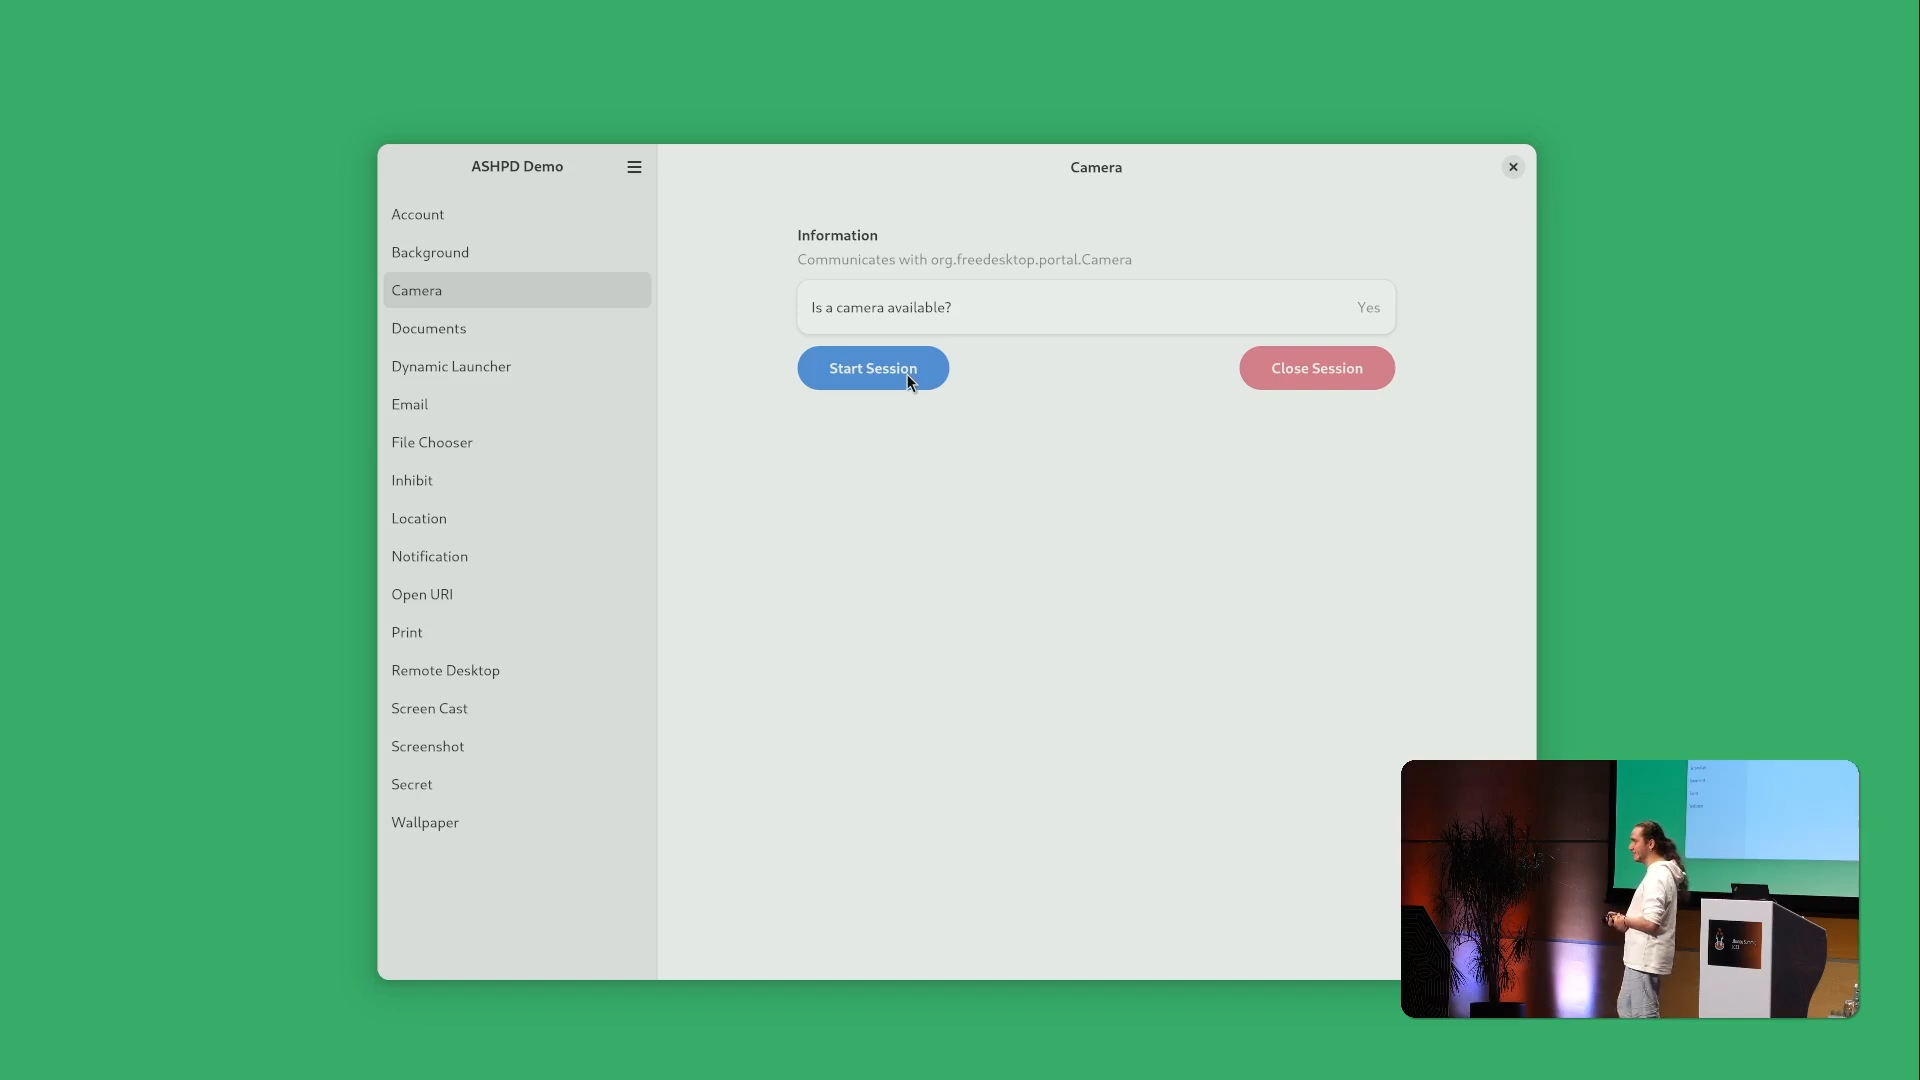 ASHPD Demo
Camera
Account
Background
Camera
Documents
Dynamic Launcher
Email
File Chooser
Inhibit
Location
Notification
Open URI
Print
Remote Desktop
Screen Cast
Screenshot
Secret
Wallpaper
Information
Communicates with org.freedesktop.portal.Camera
Is a camera available?
Yes
Start Session
Close Session